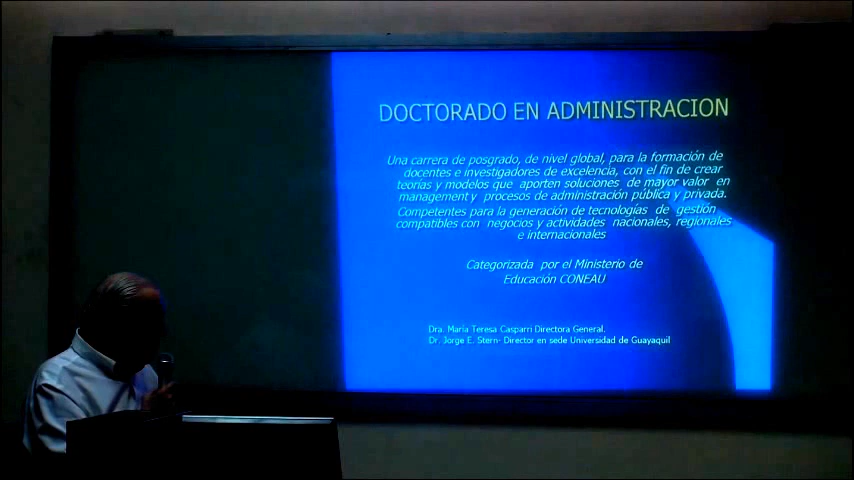 DOCTORADO EN ADMINISTRACION
Una carrera de posgrado, de nivel global, para la formación de
docentes e investigadores de excelencia, con el fin de crear
teorías y modelos que aporten soluciones de mayor valor en
management y procesos de administración pública y privada.
Competentes para la generación de tecnologías de gestión
compatibles con negocios y actividades nacionales, regionales
e internacionales
Categorizada por el Ministerio de
Educación CONEAU
Dra. María Teresa Casparri Directora General.
Dr. Jorge E. Stern- Director en sede Universidad de Guayaquil